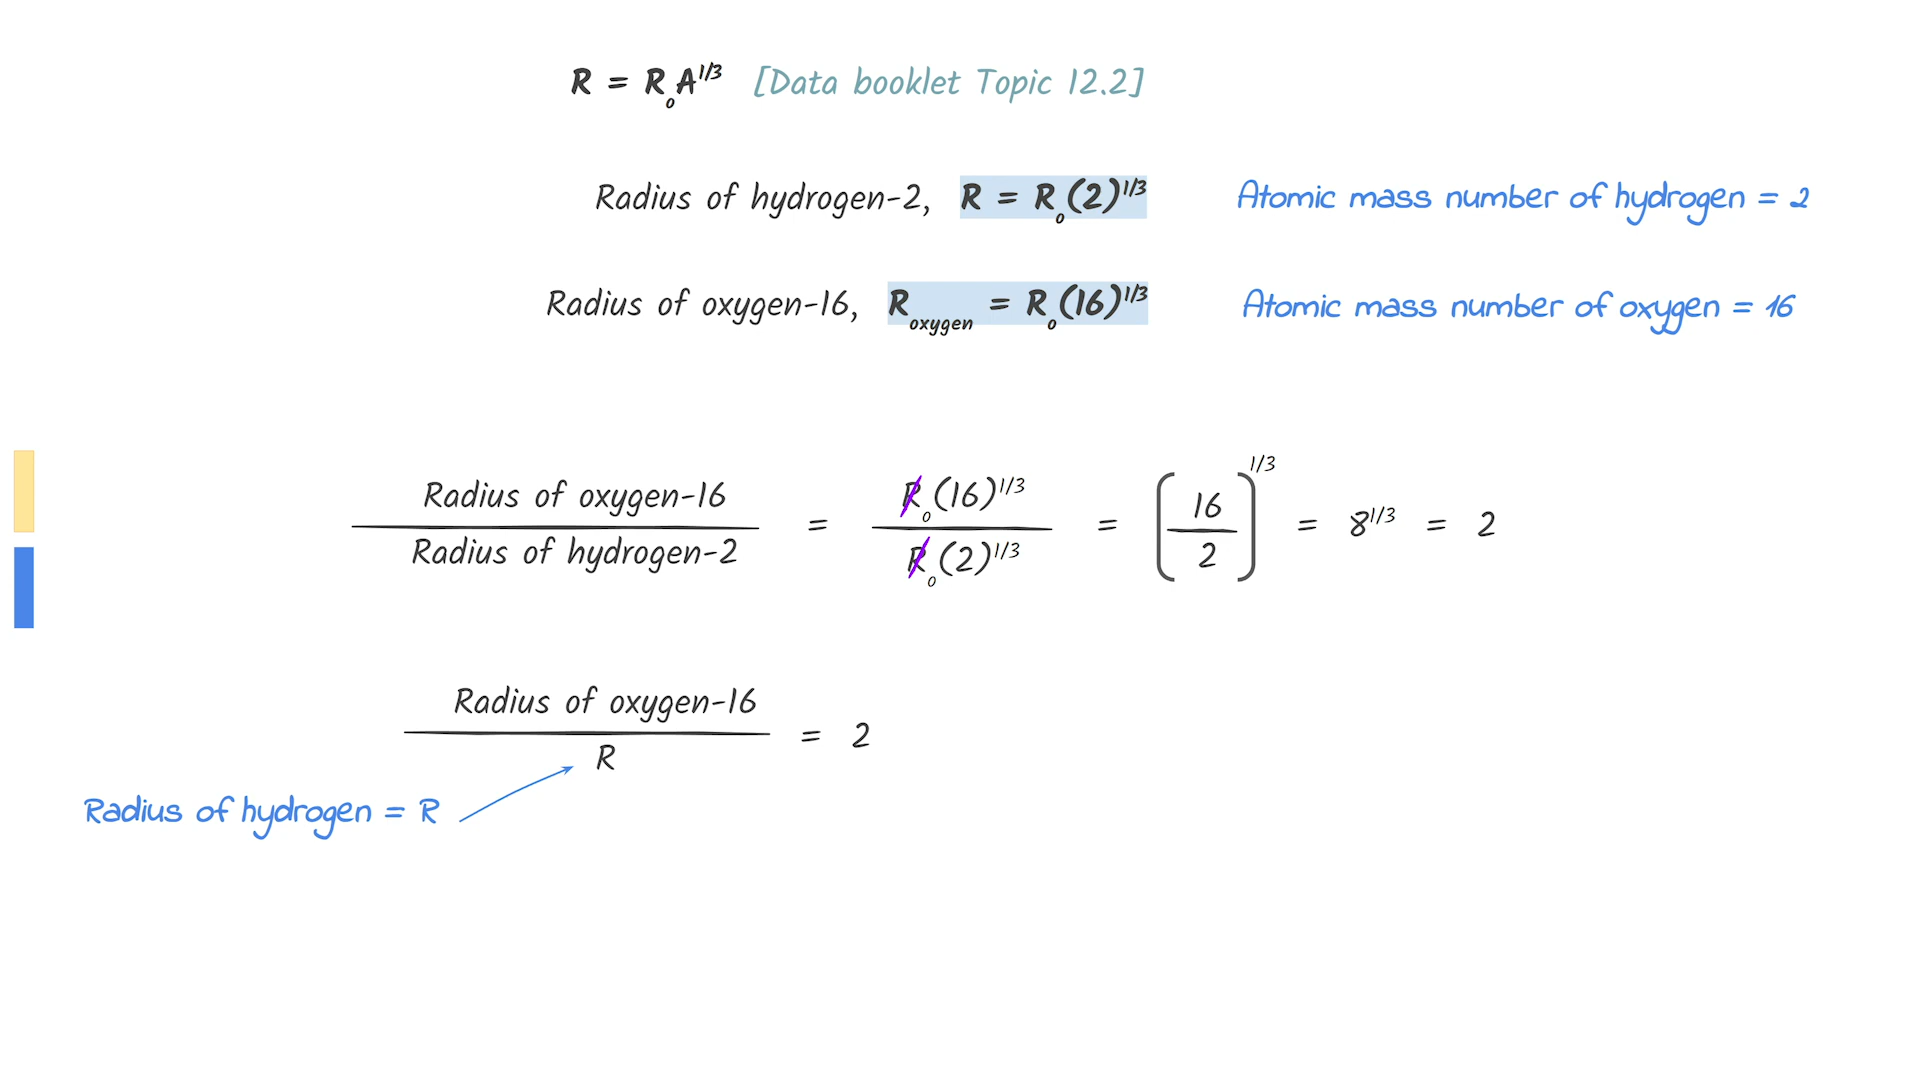 R = R₀A^1/3 [Data booklet Topic 12.2]
Radius of hydrogen-2, R = R₀(2)^1/3 Atomic mass number of hydrogen = 2
Radius of oxygen-16, R_oxygen = R₀(16)^1/3 Atomic mass number of oxygen = 16
Radius of oxygen-16 / Radius of hydrogen-2 = R₀(16)^1/3 / R₀(2)^1/3 = (16/2)^1/3 = 8^1/3 = 2
Radius of oxygen-16 / R = 2
Radius of hydrogen = R